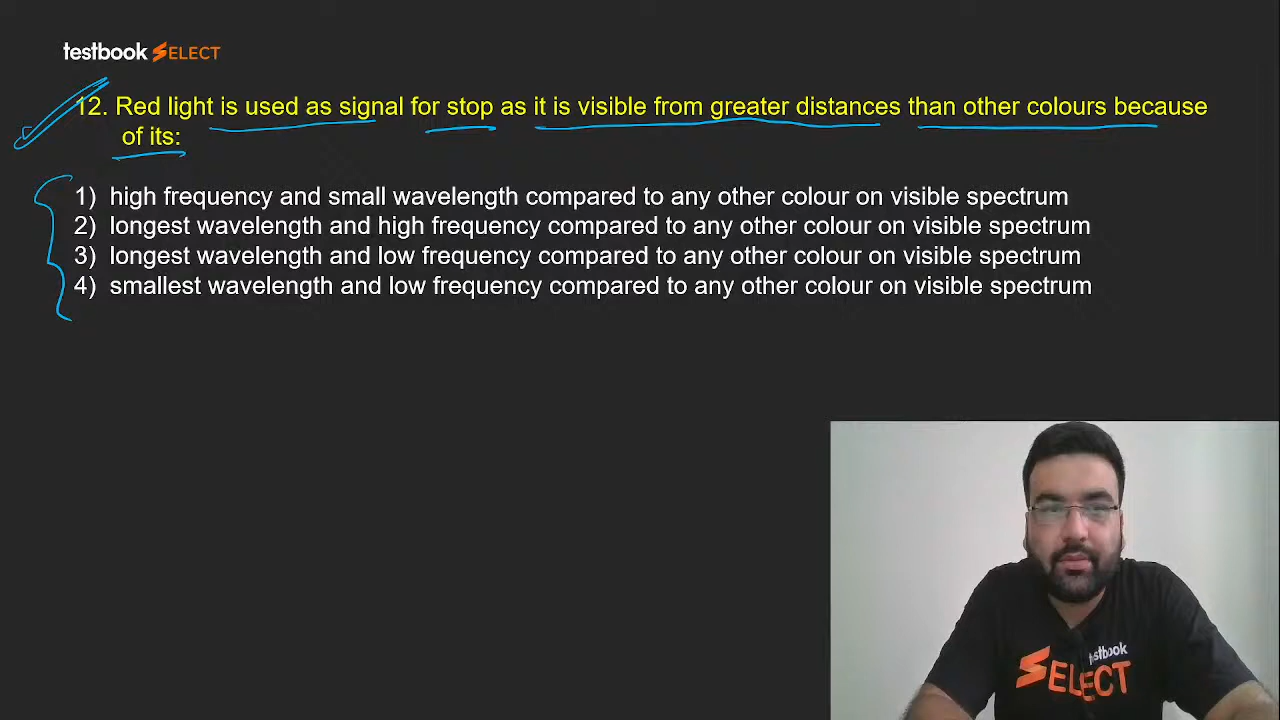 testbook SELECT
12. Red light is used as signal for stop as it is visible from greater distances than other colours because
of its:
1) high frequency and small wavelength compared to any other colour on visible spectrum
2) longest wavelength and high frequency compared to any other colour on visible spectrum
3) longest wavelength and low frequency compared to any other colour on visible spectrum
4) smallest wavelength and low frequency compared to any other colour on visible spectrum
testbook
SELECT